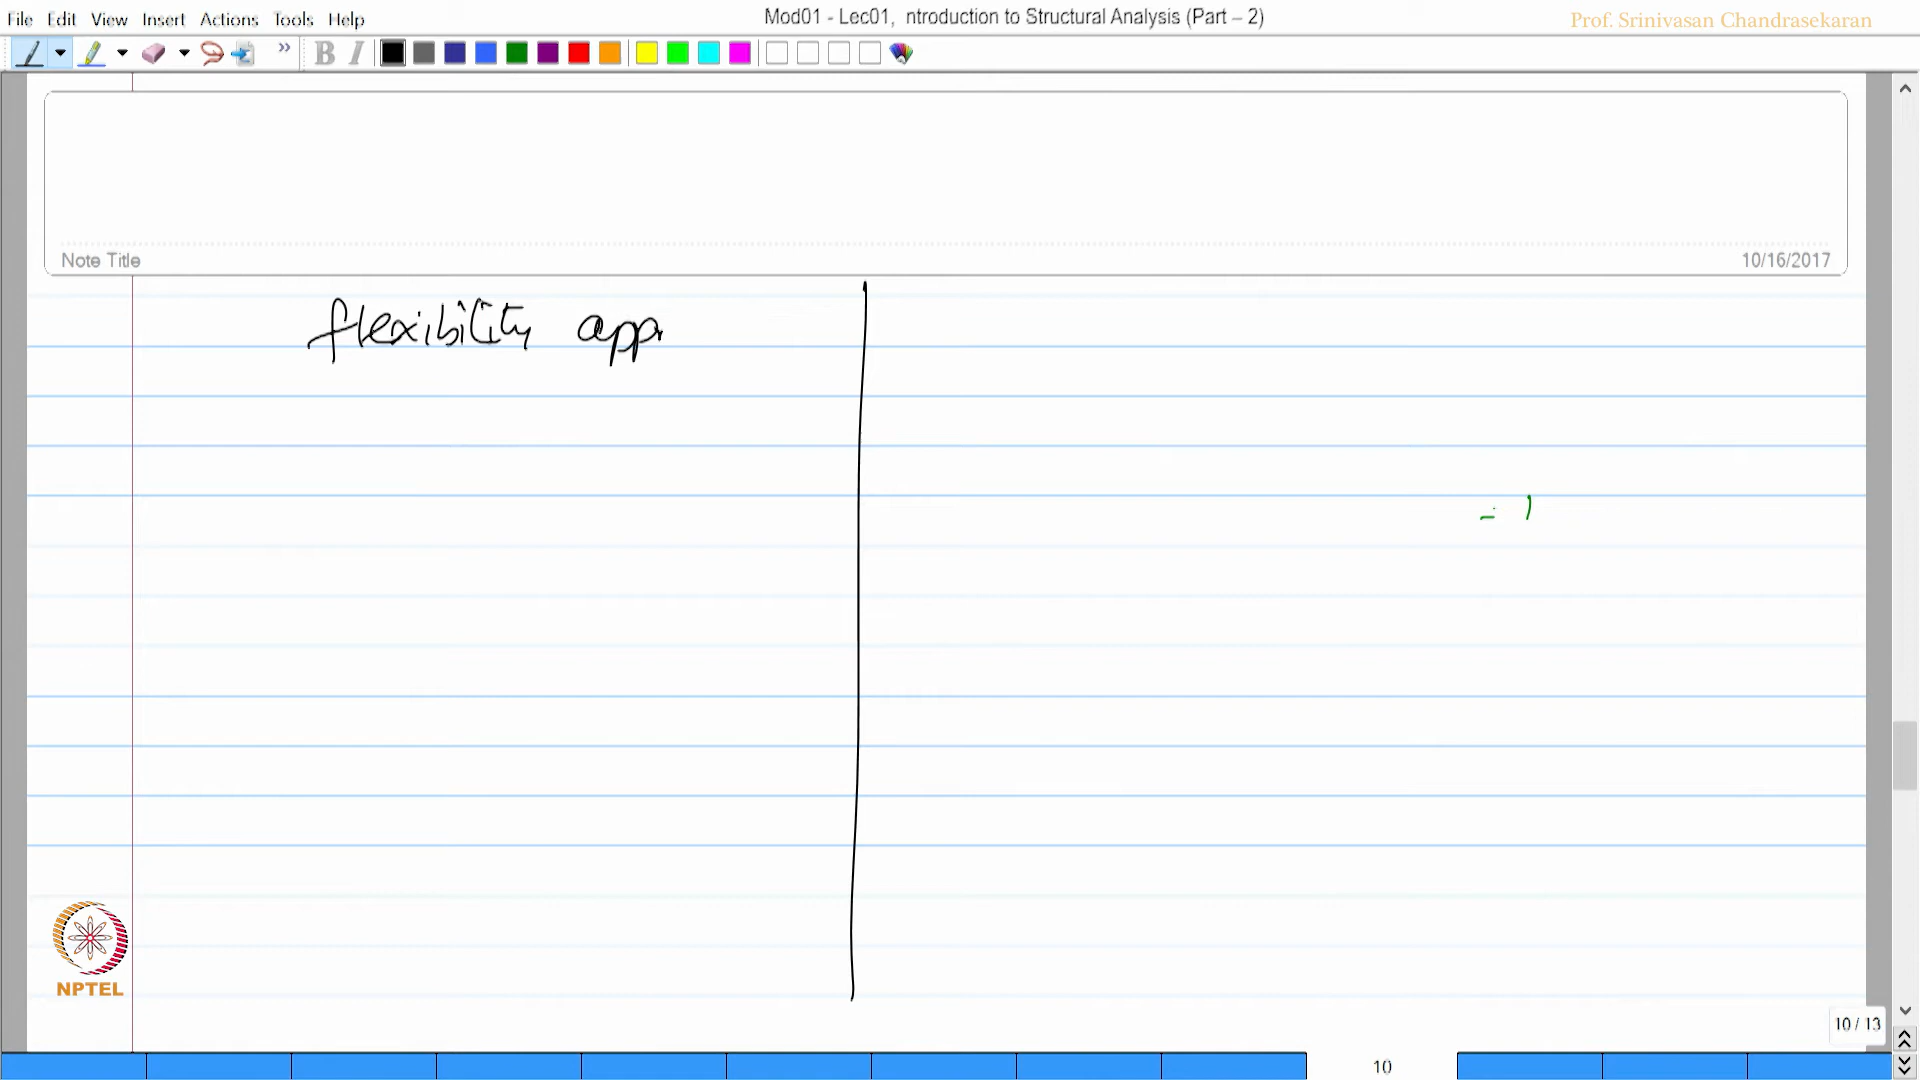 File Edit View Insert Actions Tools Help
Mod01 - Lec01, ntroduction to Structural Analysis (Part – 2)
Prof. Srinivasan Chandrasekaran
B I
Note Title
10/16/2017
flexibility app
NPTEL
10 / 13
10